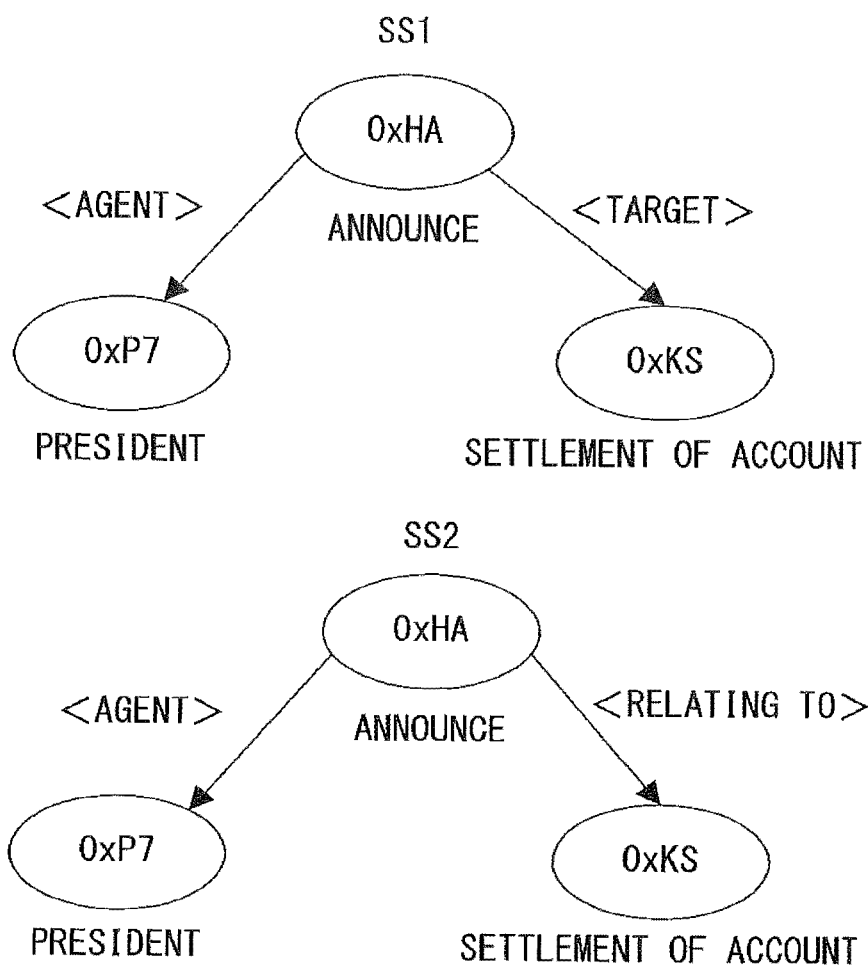 SS1
0xHA
<AGENT>
<TARGET>
ANNOUNCE
0xP7
0xKS
PRESIDENT
SETTLEMENT OF ACCOUNT
SS2
0xHA
<AGENT>
<RELATING TO>
ANNOUNCE
0xP7
0xKS
PRESIDENT
SETTLEMENT OF ACCOUNT